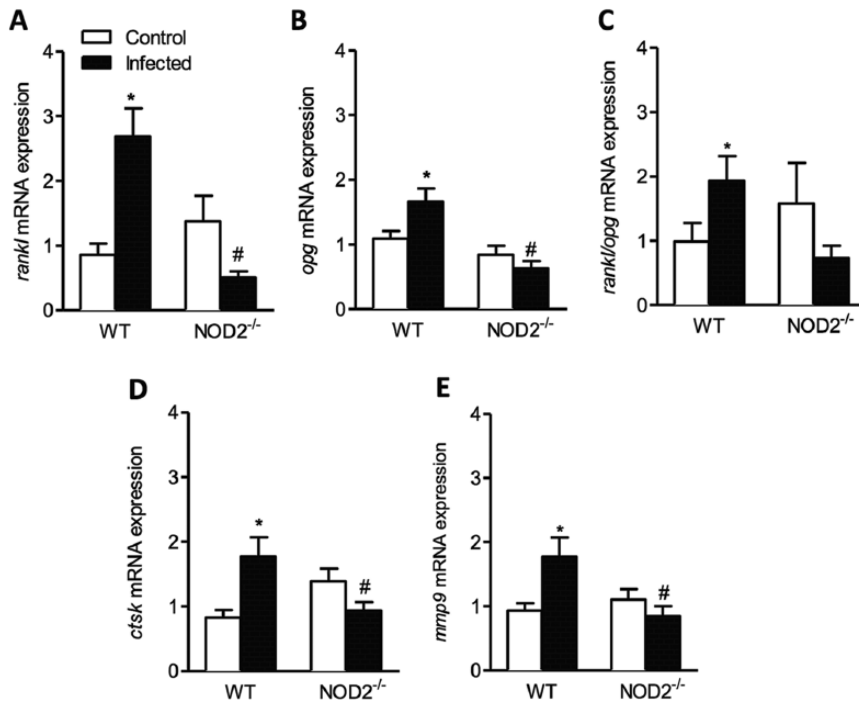 A
Control
Infected
rankl mRNA expression
4
3
2
1
0
*
#
WT
NOD2-/-
B
opg mRNA expression
4
3
2
1
0
*
#
WT
NOD2-/-
C
rankl/opg mRNA expression
4
3
2
1
0
*
WT
NOD2-/-
D
ctsk mRNA expression
4
3
2
1
0
*
#
WT
NOD2-/-
E
mmp9 mRNA expression
4
3
2
1
0
*
#
WT
NOD2-/-